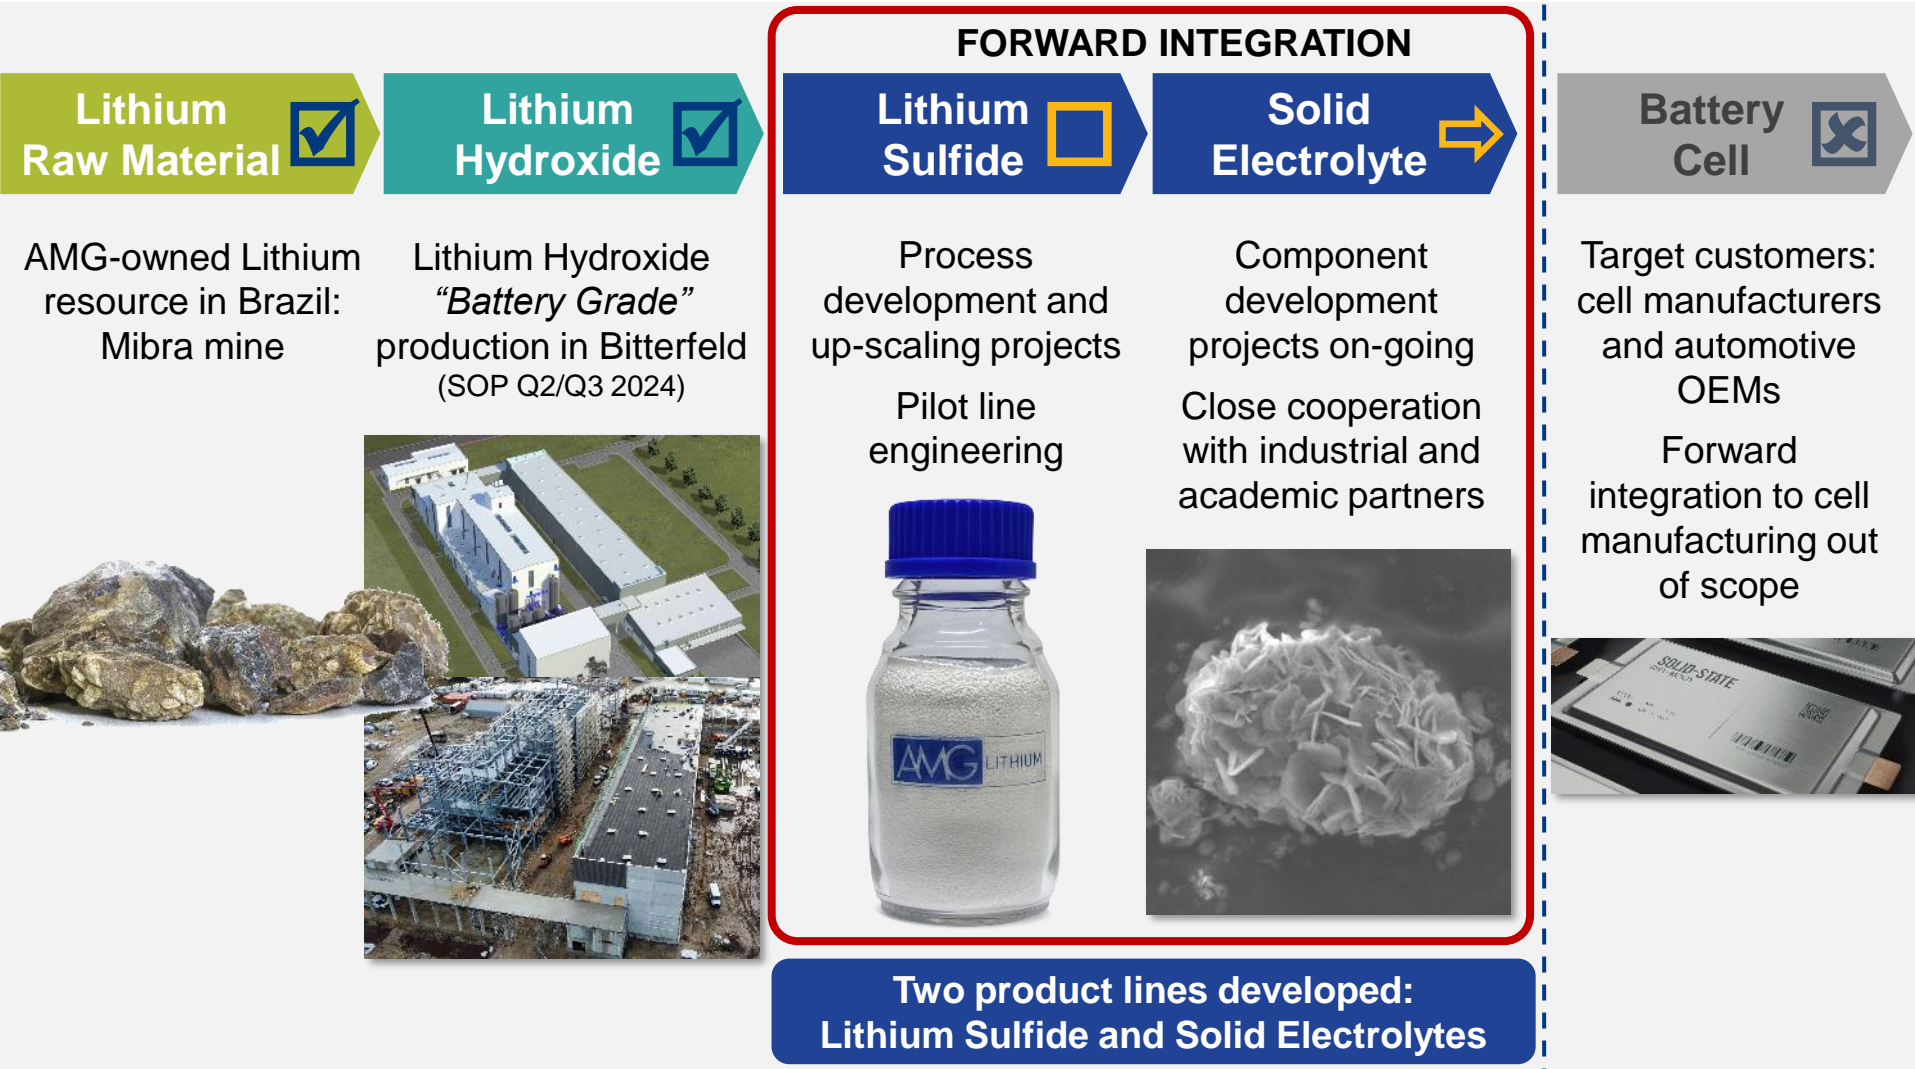 FORWARD INTEGRATION
Lithium
Raw Material
Lithium
Hydroxide
Lithium
Sulfide
Solid
Electrolyte
Battery
Cell
AMG-owned Lithium
resource in Brazil:
Mibra mine
Lithium Hydroxide
“Battery Grade”
production in Bitterfeld
(SOP Q2/Q3 2024)
Process
development and
up-scaling projects
Pilot line
engineering
Component
development
projects on-going
Close cooperation
with industrial and
academic partners
Target customers:
cell manufacturers
and automotive
OEMs
Forward
integration to cell
manufacturing out
of scope
AMG LITHIUM
SOLID-STATE
Two product lines developed:
Lithium Sulfide and Solid Electrolytes